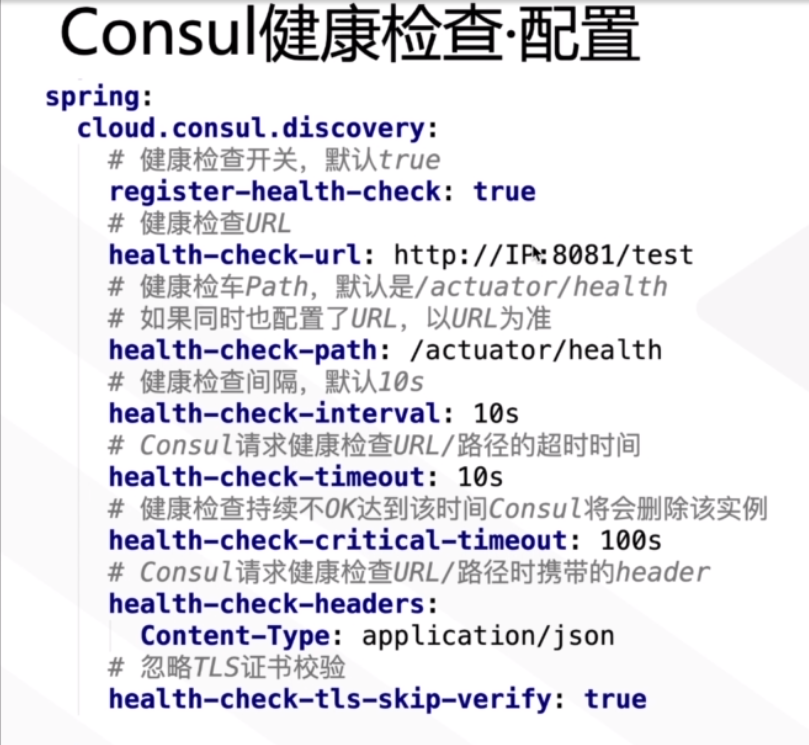 Consul健康检查·配置
spring:
cloud.consul.discovery:
# 健康检查开关，默认true
register-health-check: true
# 健康检查URL
health-check-url: http://IP:8081/test
# 健康检车Path，默认是/actuator/health
# 如果同时也配置了URL，以URL为准
health-check-path: /actuator/health
# 健康检查间隔，默认10s
health-check-interval: 10s
# Consul请求健康检查URL/路径的超时时间
health-check-timeout: 10s
# 健康检查持续不OK达到该时间Consul将会删除该实例
health-check-critical-timeout: 100s
# Consul请求健康检查URL/路径时携带的header
health-check-headers:
Content-Type: application/json
# 忽略TLS证书校验
health-check-tls-skip-verify: true